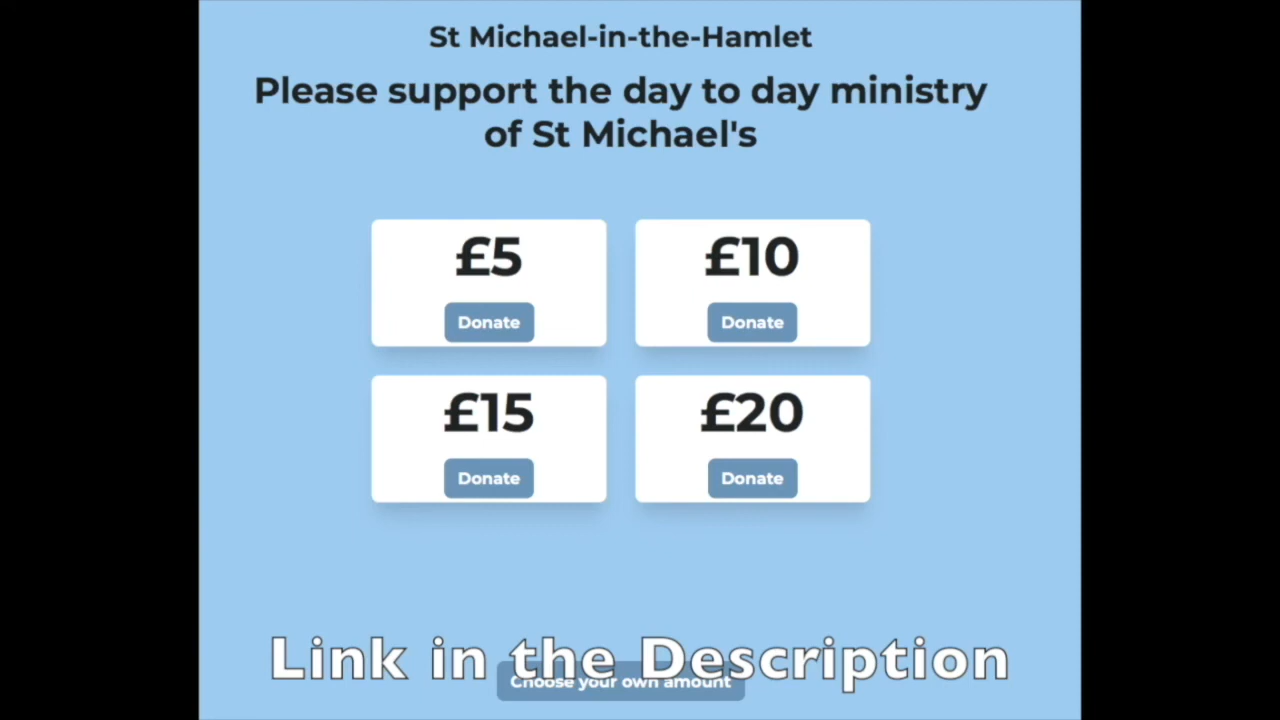 St Michael-in-the-Hamlet
Please support the day to day ministry
of St Michael's
£5
£10
Donate
Donate
£15
£20
Donate
Donate
Link in the Description
Choose your own amount